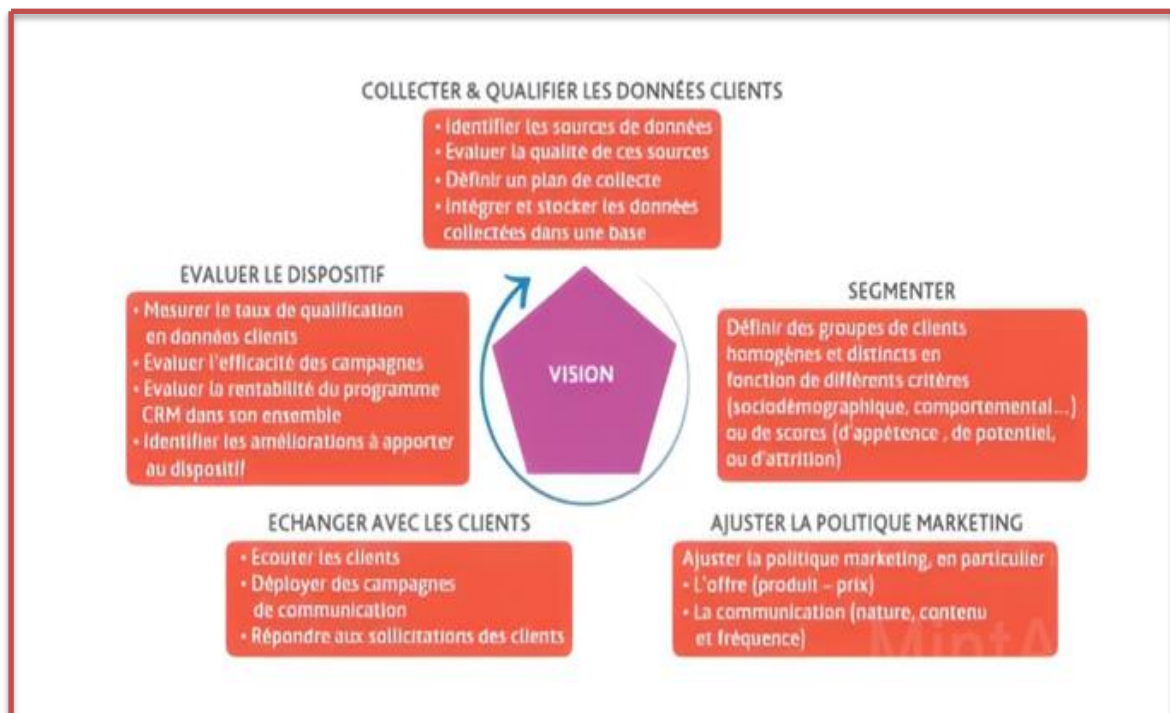 COLLECTER & QUALIFIER LES DONNÉES CLIENTS
• Identifier les sources de données
• Evaluer la qualité de ces sources
• Définir un plan de collecte
• Intégrer et stocker les données
collectées dans une base
SEGMENTER
Définir des groupes de clients
homogènes et distincts en
fonction de différents critères
(sociodémographique, comportemental...)
ou de scores (d'appétence , de potentiel,
ou d'attrition)
AJUSTER LA POLITIQUE MARKETING
Ajuster la politique marketing, en particulier
• L'offre (produit – prix)
• La communication (nature, contenu
et fréquence)
ECHANGER AVEC LES CLIENTS
• Ecouter les clients
• Déployer des campagnes
de communication
• Répondre aux sollicitations des clients
EVALUER LE DISPOSITIF
• Mesurer le taux de qualification
en données clients
• Evaluer l'efficacité des campagnes
• Evaluer la rentabilité du programme
CRM dans son ensemble
• Identifier les améliorations à apporter
au dispositif
VISION